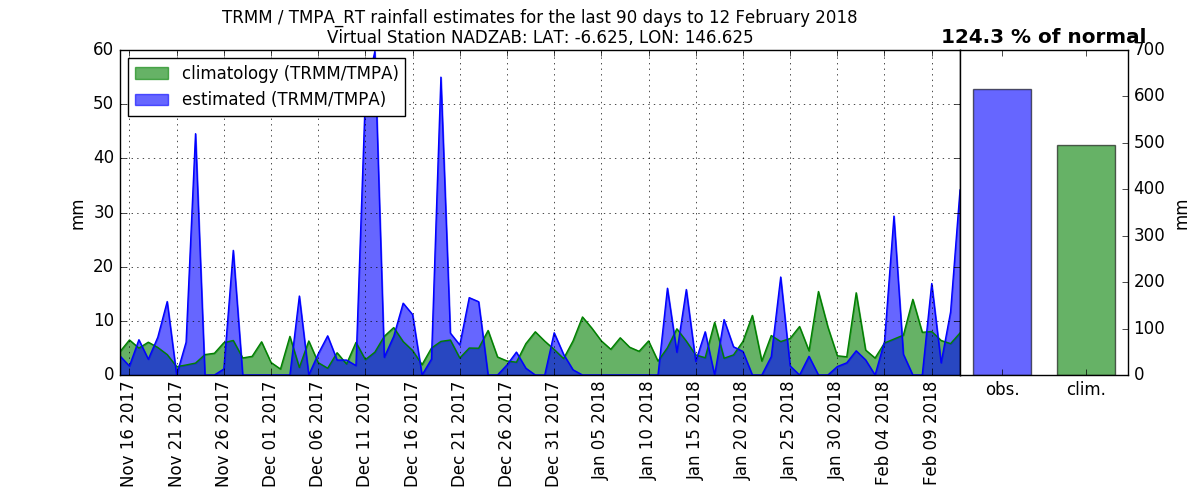 TRMM / TMPA_RT rainfall estimates for the last 90 days to 12 February 2018
Virtual Station NADZAB: LAT: -6.625, LON: 146.625
124.3 % of normal
climatology (TRMM/TMPA)
estimated (TRMM/TMPA)
60
50
40
30
20
10
0
mm
Nov 16 2017
Nov 21 2017
Nov 26 2017
Dec 01 2017
Dec 06 2017
Dec 11 2017
Dec 16 2017
Dec 21 2017
Dec 26 2017
Dec 31 2017
Jan 05 2018
Jan 10 2018
Jan 15 2018
Jan 20 2018
Jan 25 2018
Jan 30 2018
Feb 04 2018
Feb 09 2018
obs.
clim.
700
600
500
400
300
200
100
0
mm